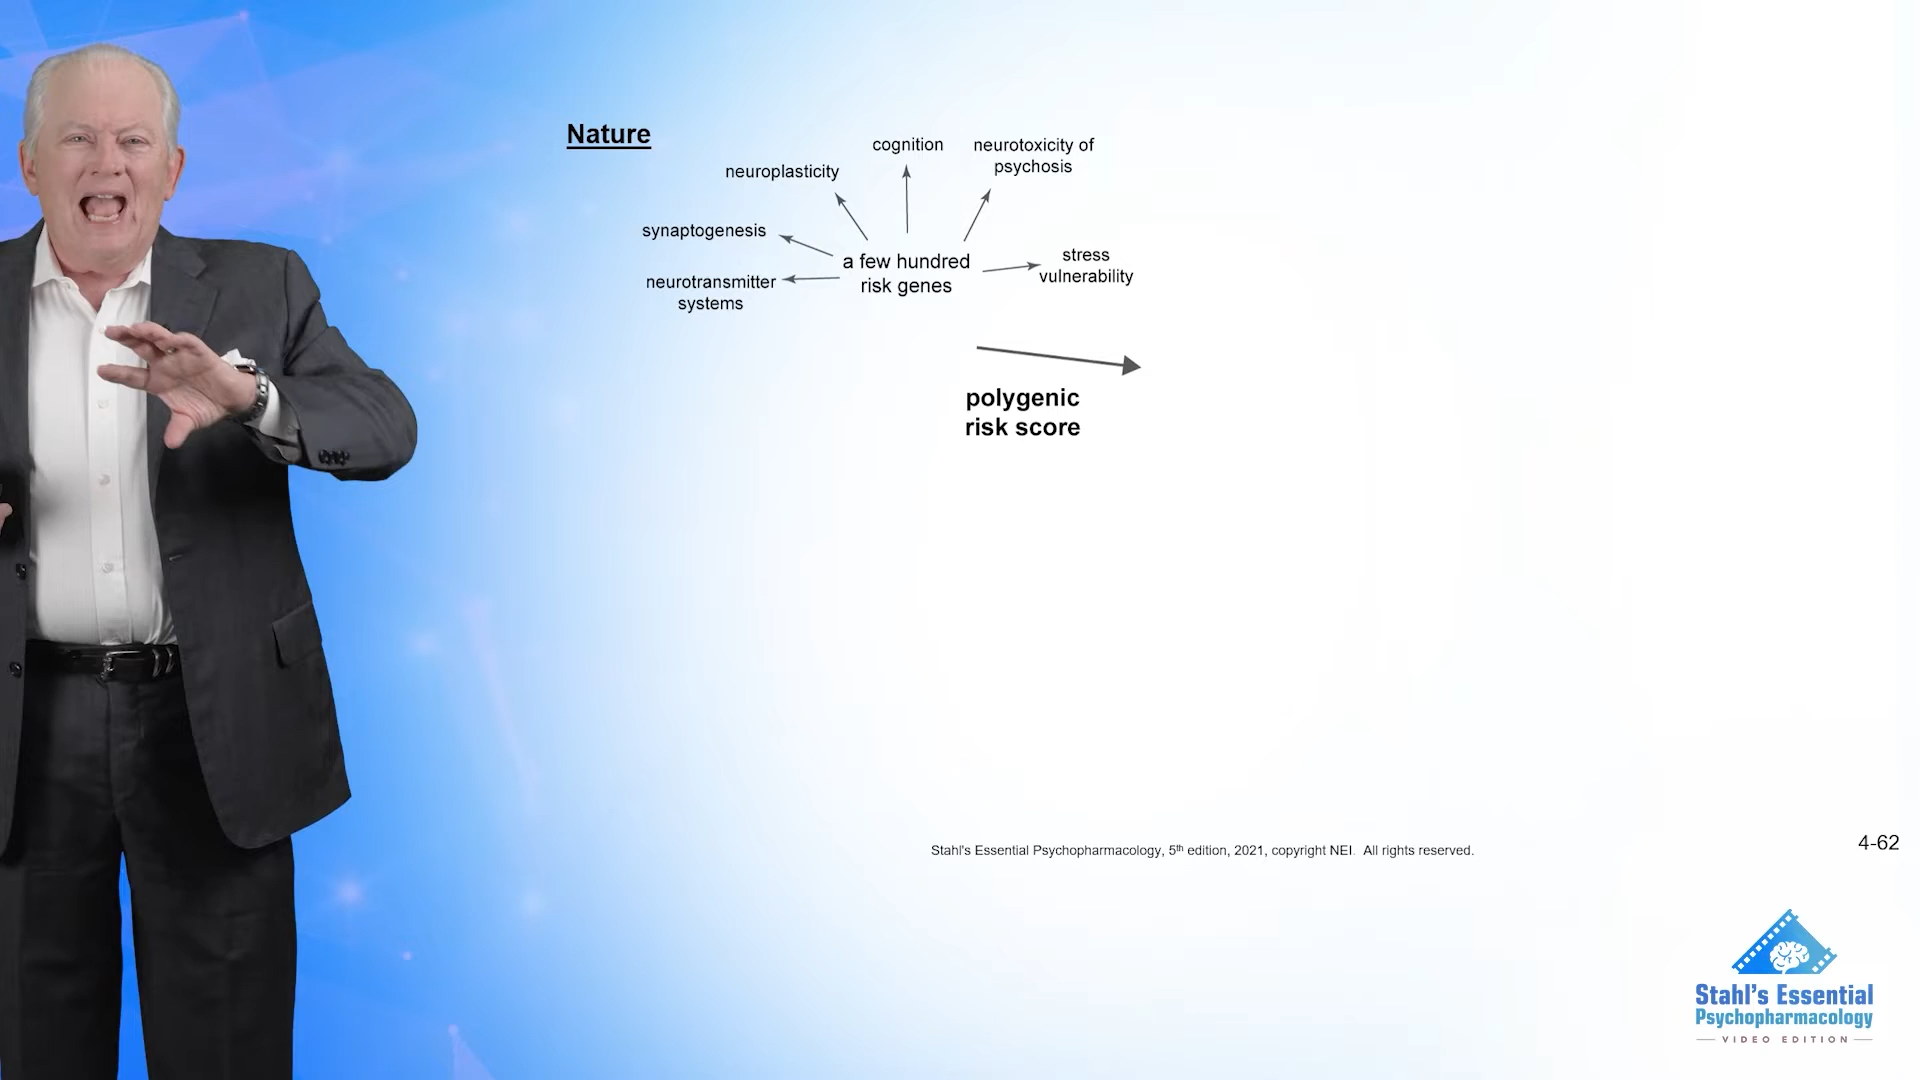 Nature
cognition
neurotoxicity of
psychosis
neuroplasticity
synaptogenesis
a few hundred
risk genes
stress
vulnerability
neurotransmitter
systems
polygenic
risk score
Stahl's Essential Psychopharmacology, 5th edition, 2021, copyright NEI. All rights reserved.
4-62
Stahl's Essential
Psychopharmacology
VIDEO EDITION